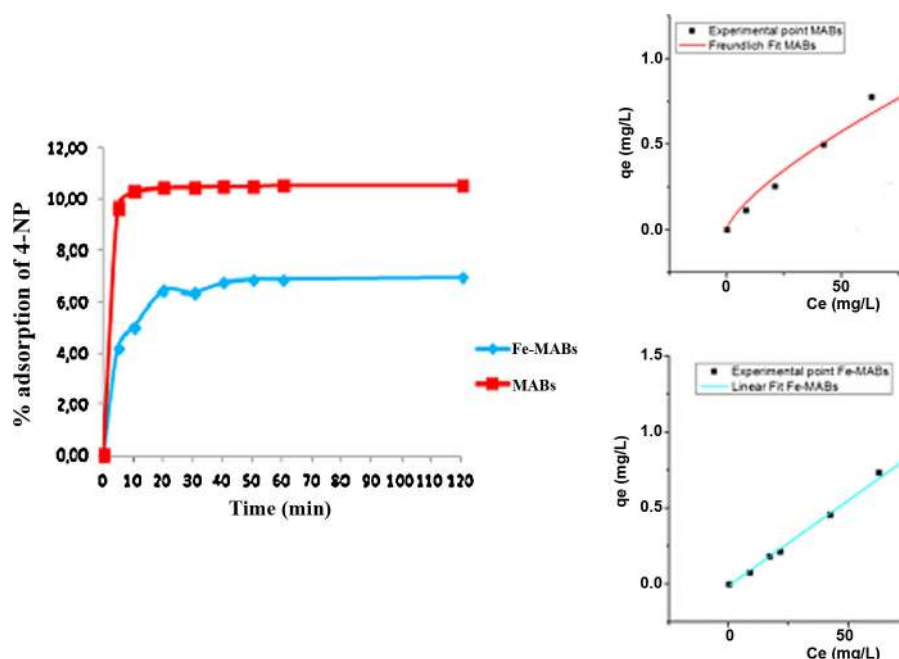 12,00
10,00
8,00
6,00
4,00
2,00
0,00
% adsorption of 4-NP
0 10 20 30 40 50 60 70 80 90 100 110 120
Time (min)
Fe-MABs
MABs
Experimental point MABs
Freundlich Fit MABs
1.0
0.5
0.0
qe (mg/L)
0 50
Ce (mg/L)
1.5
Experimental point Fe-MABs
Linear Fit Fe-MABs
1.0
0.5
0.0
qe (mg/L)
0 50
Ce (mg/L)